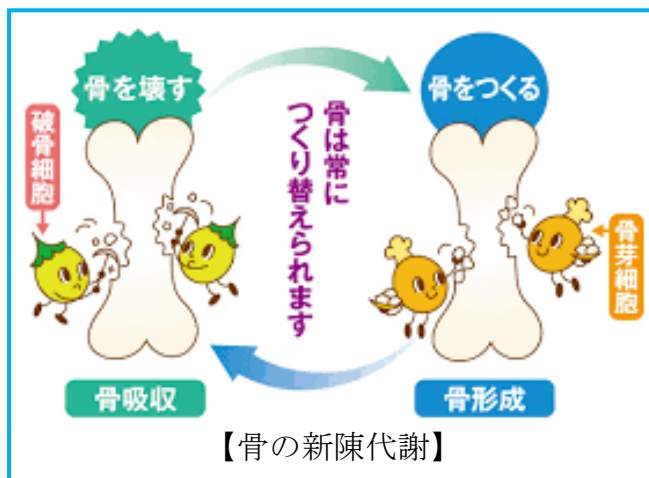 骨を壊す
骨をつくる
破骨細胞
骨は常に
つくり替えられます
骨芽細胞
骨吸収
骨形成
【骨の新陳代謝】